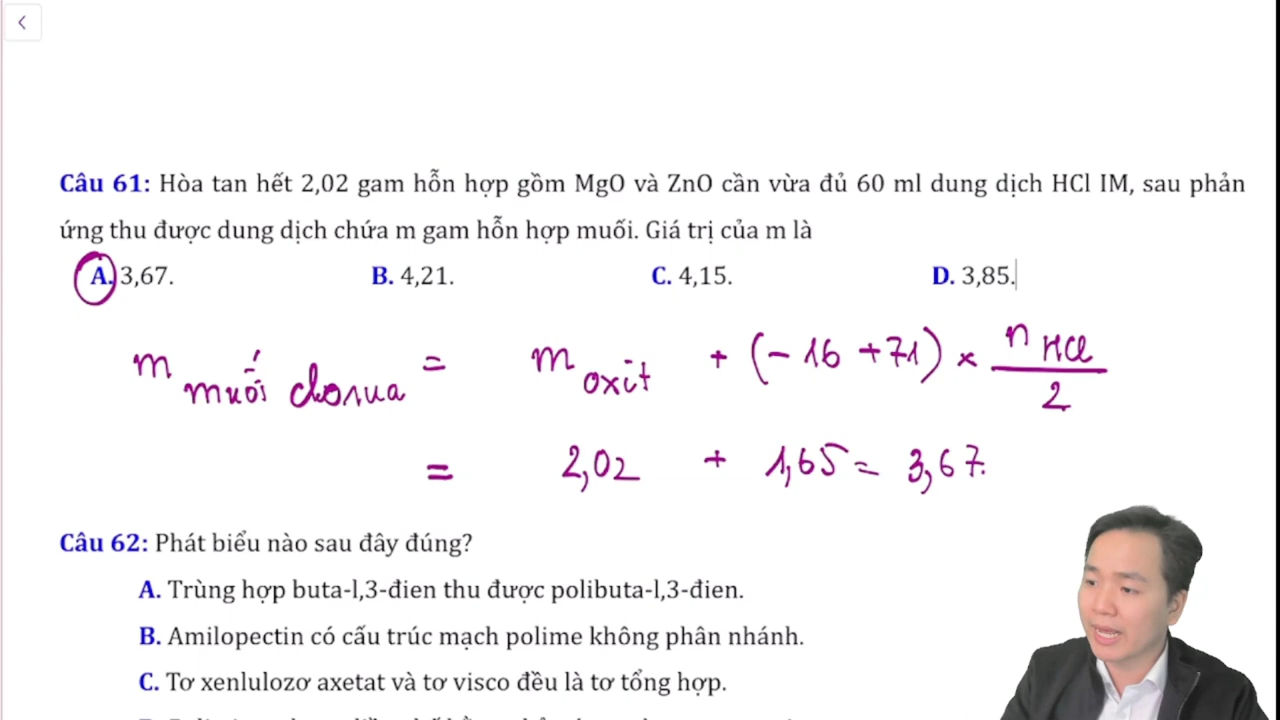 Câu 61: Hòa tan hết 2,02 gam hỗn hợp gồm MgO và ZnO cần vừa đủ 60 ml dung dịch HCl IM, sau phản
ứng thu được dung dịch chứa m gam hỗn hợp muối. Giá trị của m là
A. 3,67. B. 4,21. C. 4,15. D. 3,85.
m muối clorua = m oxit + (-16 +71) × n HCl / 2
= 2,02 + 1,65 = 3,67.
Câu 62: Phát biểu nào sau đây đúng?
A. Trùng hợp buta-l,3-đien thu được polibuta-l,3-đien.
B. Amilopectin có cấu trúc mạch polime không phân nhánh.
C. Tơ xenlulozơ axetat và tơ visco đều là tơ tổng hợp.